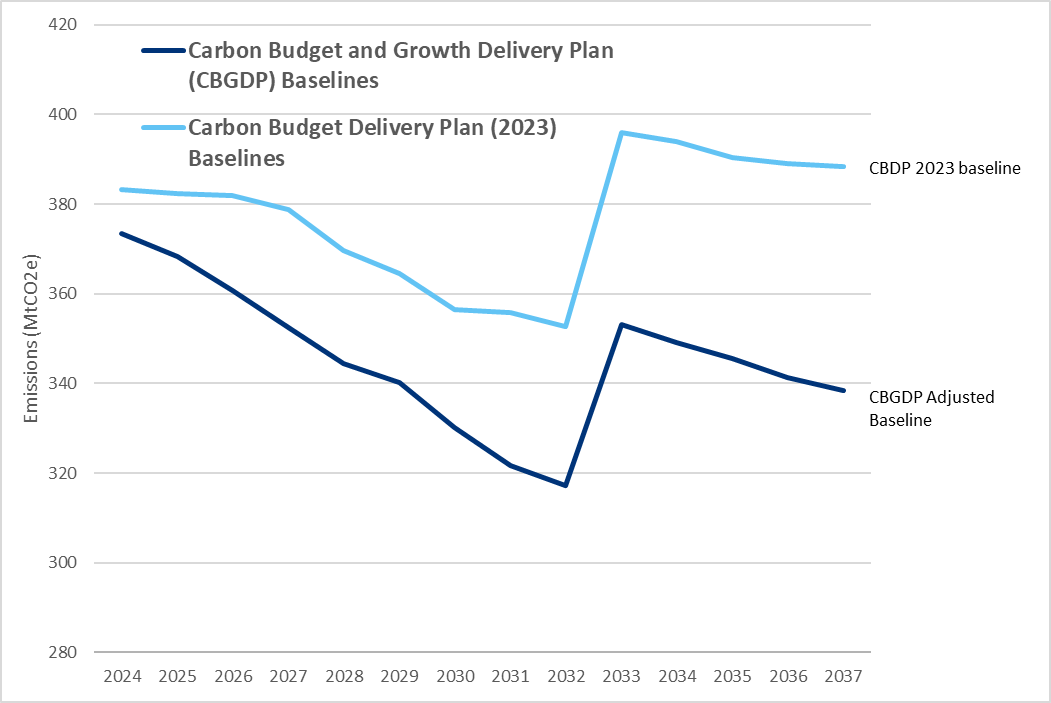 420
Carbon Budget and Growth Delivery Plan
(CBGDP) Baselines
400
Carbon Budget Delivery Plan (2023)
Baselines
CBDP 2023 baseline
380
360
Emissions (MtCO2e)
340
CBGDP Adjusted
Baseline
320
300
280
2024 2025 2026 2027 2028 2029 2030 2031 2032 2033 2034 2035 2036 2037